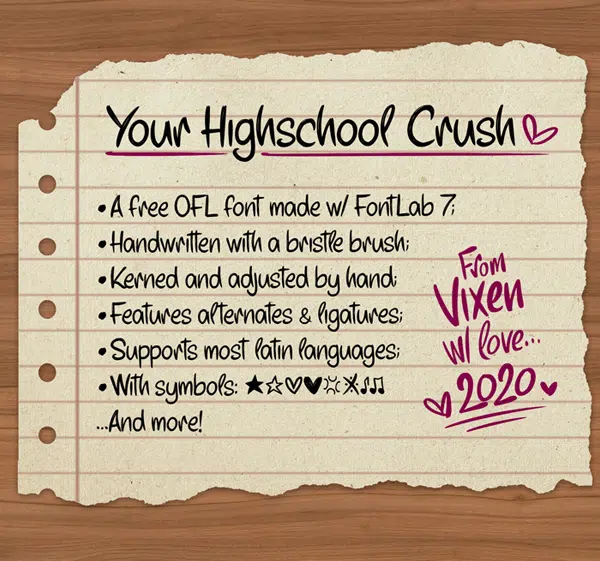 Your Highschool Crush
• A free OFL font made w/ FontLab 7;
• Handwritten with a bristle brush;
• Kerned and adjusted by hand;
• Features alternates & ligatures;
• Supports most latin languages;
• With symbols: ★☆♡♥
...And more!
From
Vixen
w/ love...
2020